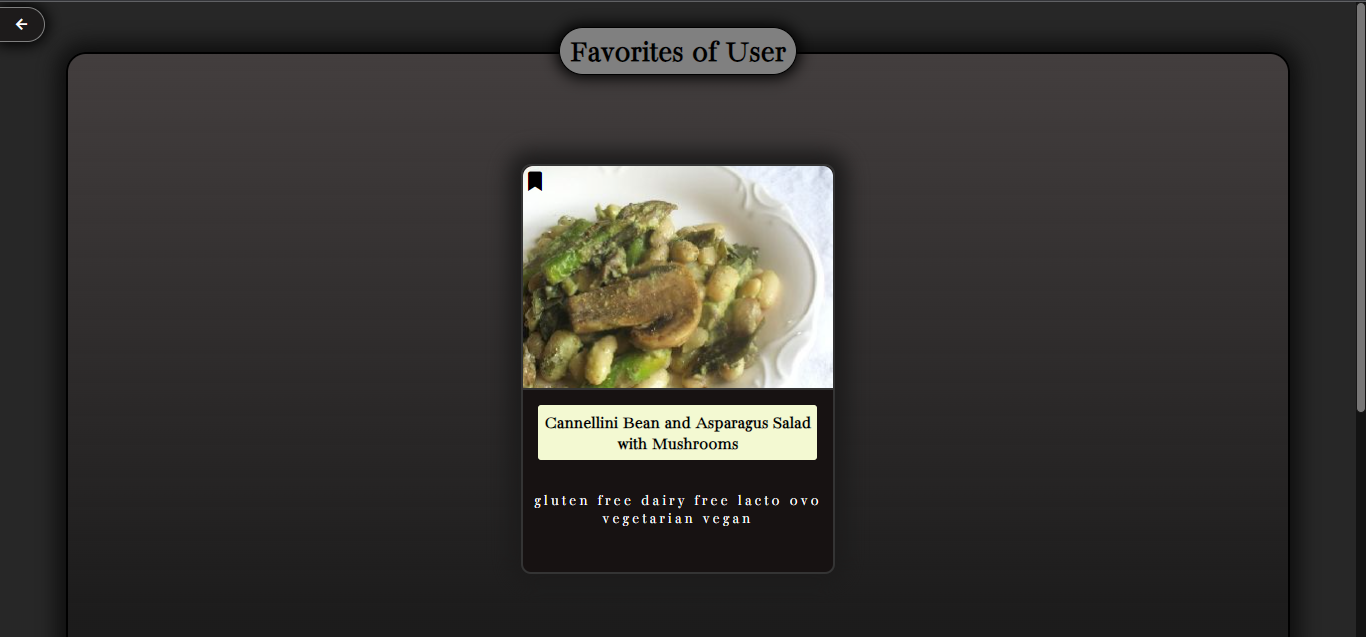 Favorites of User
Cannellini Bean and Asparagus Salad
with Mushrooms
gluten free dairy free lacto ovo
vegetarian vegan